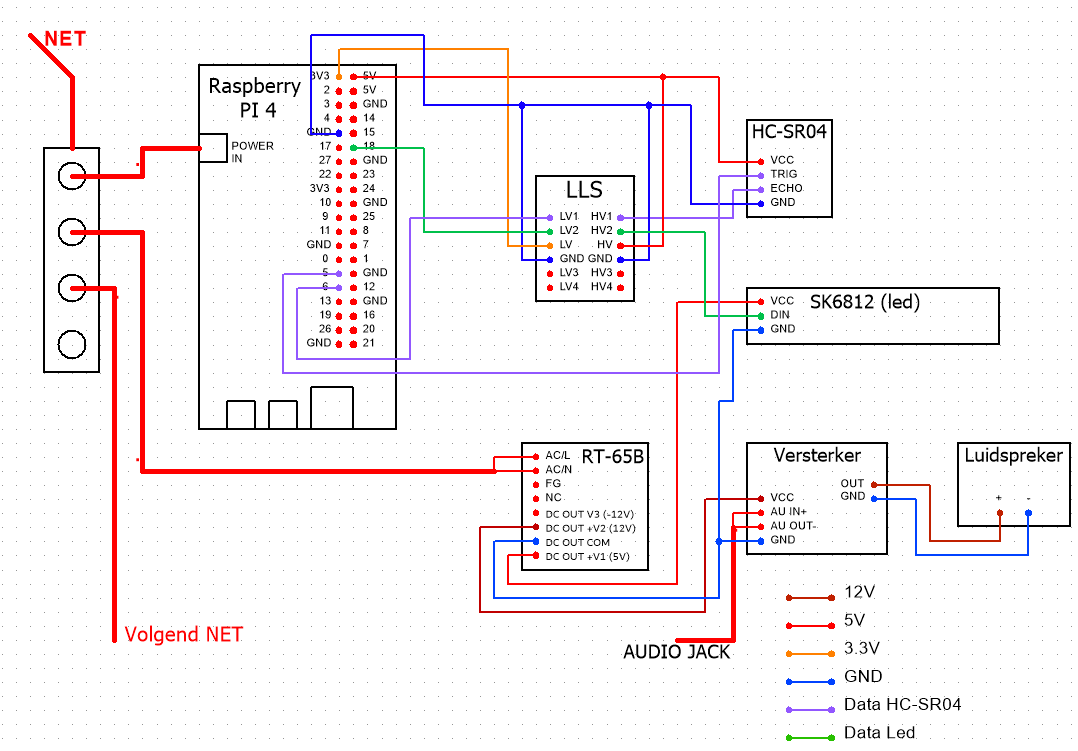 NET
Raspberry
PI 4
POWER
IN
3V3 5V
2 5V
3 GND
4 14
GND 15
17 18
27 GND
22 23
3V3 24
10 GND
9 25
11 8
GND 7
0 1
5 GND
6 12
13 GND
19 16
26 20
GND 21
LLS
LV1 HV1
LV2 HV2
LV HV
GND GND
LV3 HV3
LV4 HV4
HC-SR04
VCC
TRIG
ECHO
GND
SK6812 (led)
VCC
DIN
GND
RT-65B
AC/L
AC/N
FG
NC
DC OUT V3 (-12V)
DC OUT +V2 (12V)
DC OUT COM
DC OUT +V1 (5V)
Versterker
OUT
GND
VCC
AU IN+
AU OUT-
GND
Luidspreker
+ -
Volgend NET
AUDIO JACK
12V
5V
3.3V
GND
Data HC-SR04
Data Led